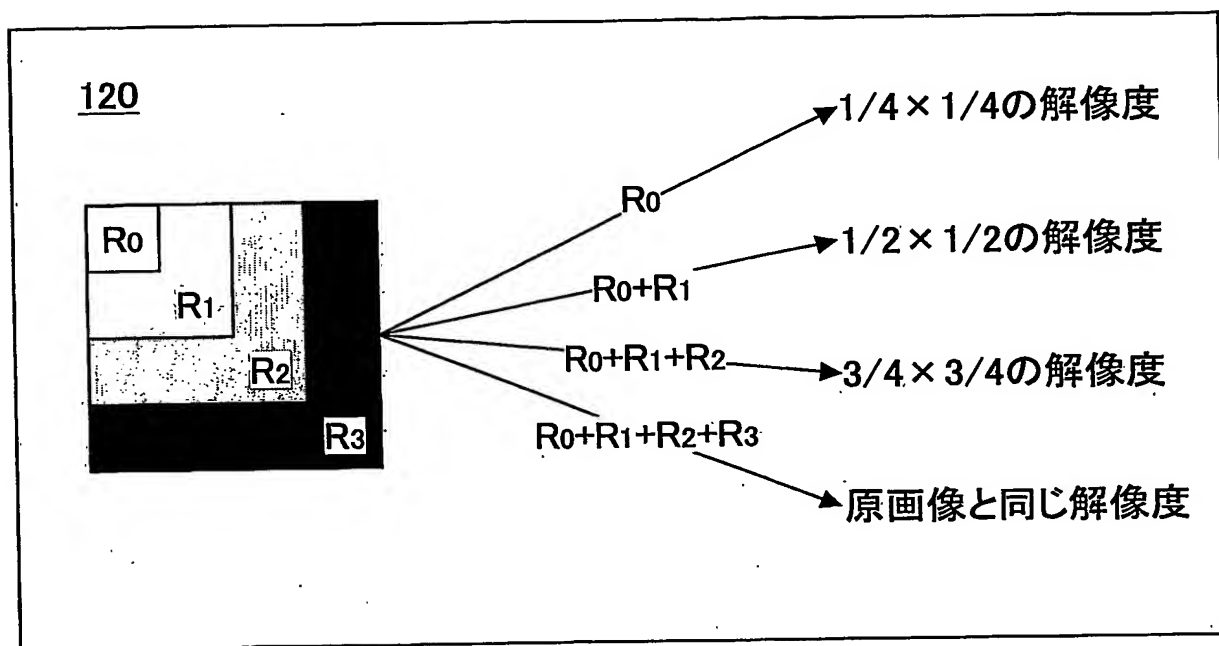 120
1/4×1/4の解像度
R0
R0
1/2×1/2の解像度
R0+R1
R1
R0+R1+R2
3/4×3/4の解像度
R2
R0+R1+R2+R3
R3
原画像と同じ解像度